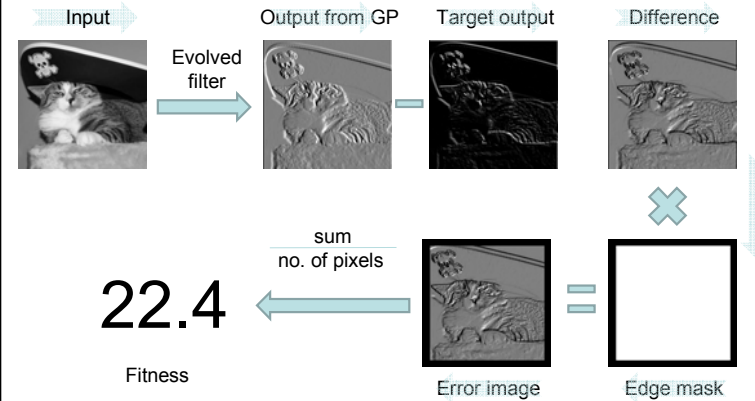 Input
Output from GP
Target output
Difference
Evolved
filter
sum
no. of pixels
22.4
Fitness
Error image
Edge mask